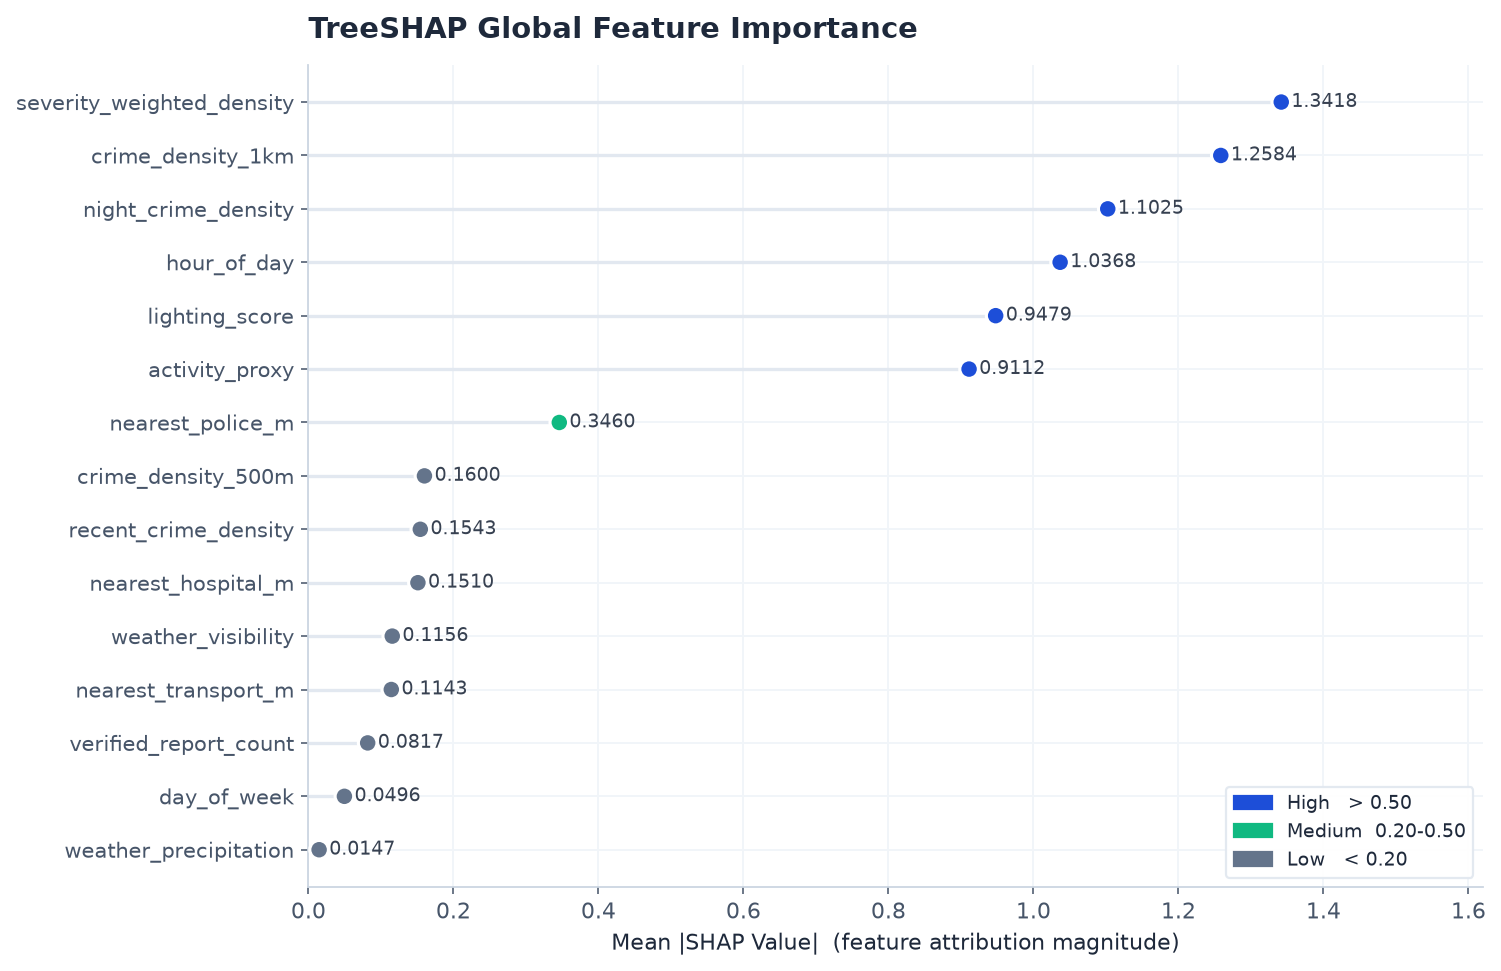 TreeSHAP Global Feature Importance
severity_weighted_density 1.3418
crime_density_1km 1.2584
night_crime_density 1.1025
hour_of_day 1.0368
lighting_score 0.9479
activity_proxy 0.9112
nearest_police_m 0.3460
crime_density_500m 0.1600
recent_crime_density 0.1543
nearest_hospital_m 0.1510
weather_visibility 0.1156
nearest_transport_m 0.1143
verified_report_count 0.0817
day_of_week 0.0496
weather_precipitation 0.0147
High > 0.50
Medium 0.20-0.50
Low < 0.20
0.0 0.2 0.4 0.6 0.8 1.0 1.2 1.4 1.6
Mean |SHAP Value| (feature attribution magnitude)